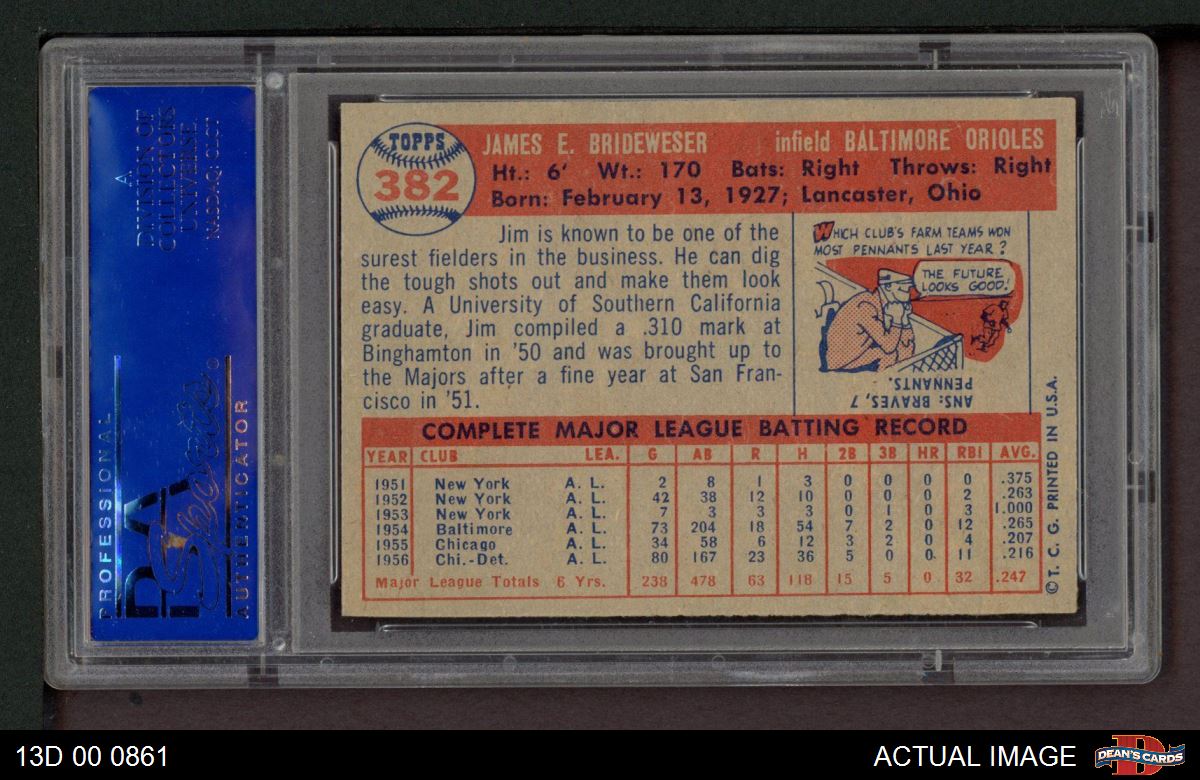 A
DIVISION OF
COLLECTORS
UNIVERSE
NASDAQ: CLCT
PROFESSIONAL
PSA
Sports
AUTHENTICATOR
TOPPS
382
JAMES E. BRIDEWESER infield BALTIMORE ORIOLES
Ht.: 6' Wt.: 170 Bats: Right Throws: Right
Born: February 13, 1927; Lancaster, Ohio
Jim is known to be one of the
surest fielders in the business. He can dig
the tough shots out and make them look
easy. A University of Southern California
graduate, Jim compiled a .310 mark at
Binghamton in '50 and was brought up to
the Majors after a fine year at San Fran-
cisco in '51.
WHICH CLUB'S FARM TEAMS WON
MOST PENNANTS LAST YEAR?
THE FUTURE
LOOKS GOOD!
ANS: BRAVES, 7
PENNANTS.
COMPLETE MAJOR LEAGUE BATTING RECORD
YEAR CLUB LEA. G AB R H 2B 3B HR RBI AVG.
1951 New York A. L. 2 8 1 3 0 0 0 0 .375
1952 New York A. L. 42 38 12 10 0 0 0 2 .263
1953 New York A. L. 7 3 3 3 0 1 0 3 1.000
1954 Baltimore A. L. 73 204 18 54 7 2 0 12 .265
1955 Chicago A. L. 34 58 6 12 3 2 0 4 .207
1956 Chi.-Det. A. L. 80 167 23 36 5 0 0 11 .216
Major League Totals 6 Yrs. 238 478 63 118 15 5 0 32 .247
© T. C. G. PRINTED IN U.S.A.
13D 00 0861
ACTUAL IMAGE
D
DEAN'S CARDS